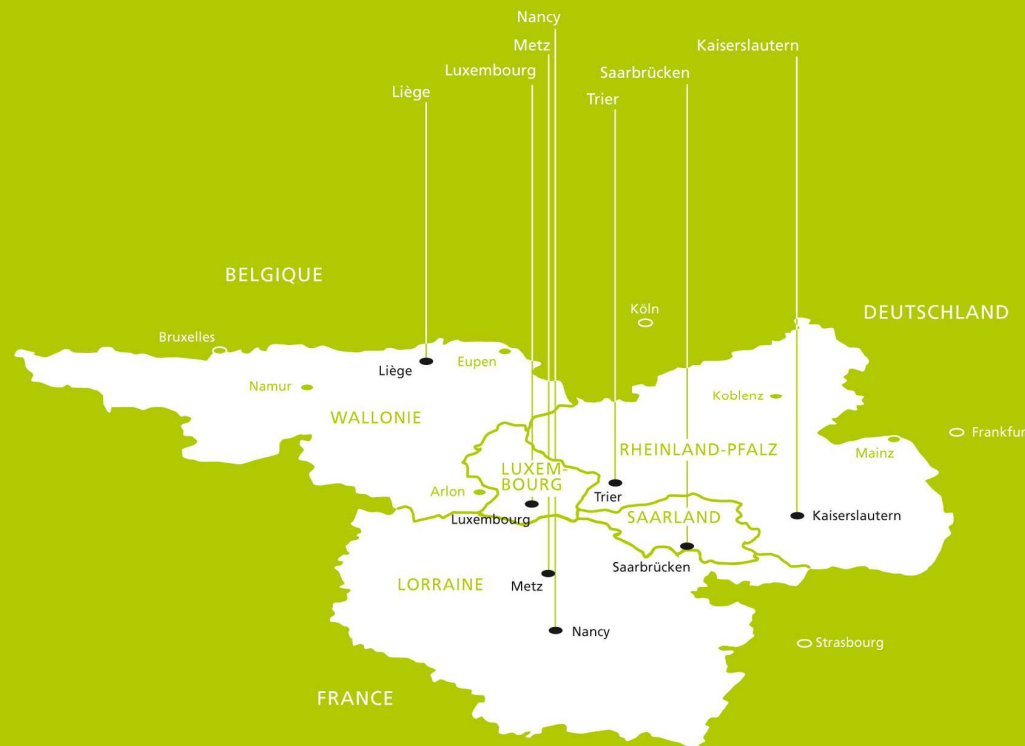 Nancy
Metz
Kaiserslautern
Luxembourg
Saarbrücken
Liège
Trier
BELGIQUE
Köln
DEUTSCHLAND
Bruxelles
Eupen
Liège
Namur
Koblenz
WALLONIE
Frankfur
RHEINLAND-PFALZ
Mainz
LUXEM-
BOURG
Arlon
Trier
Luxembourg
SAARLAND
Kaiserslautern
Saarbrücken
LORRAINE
Metz
Nancy
Strasbourg
FRANCE